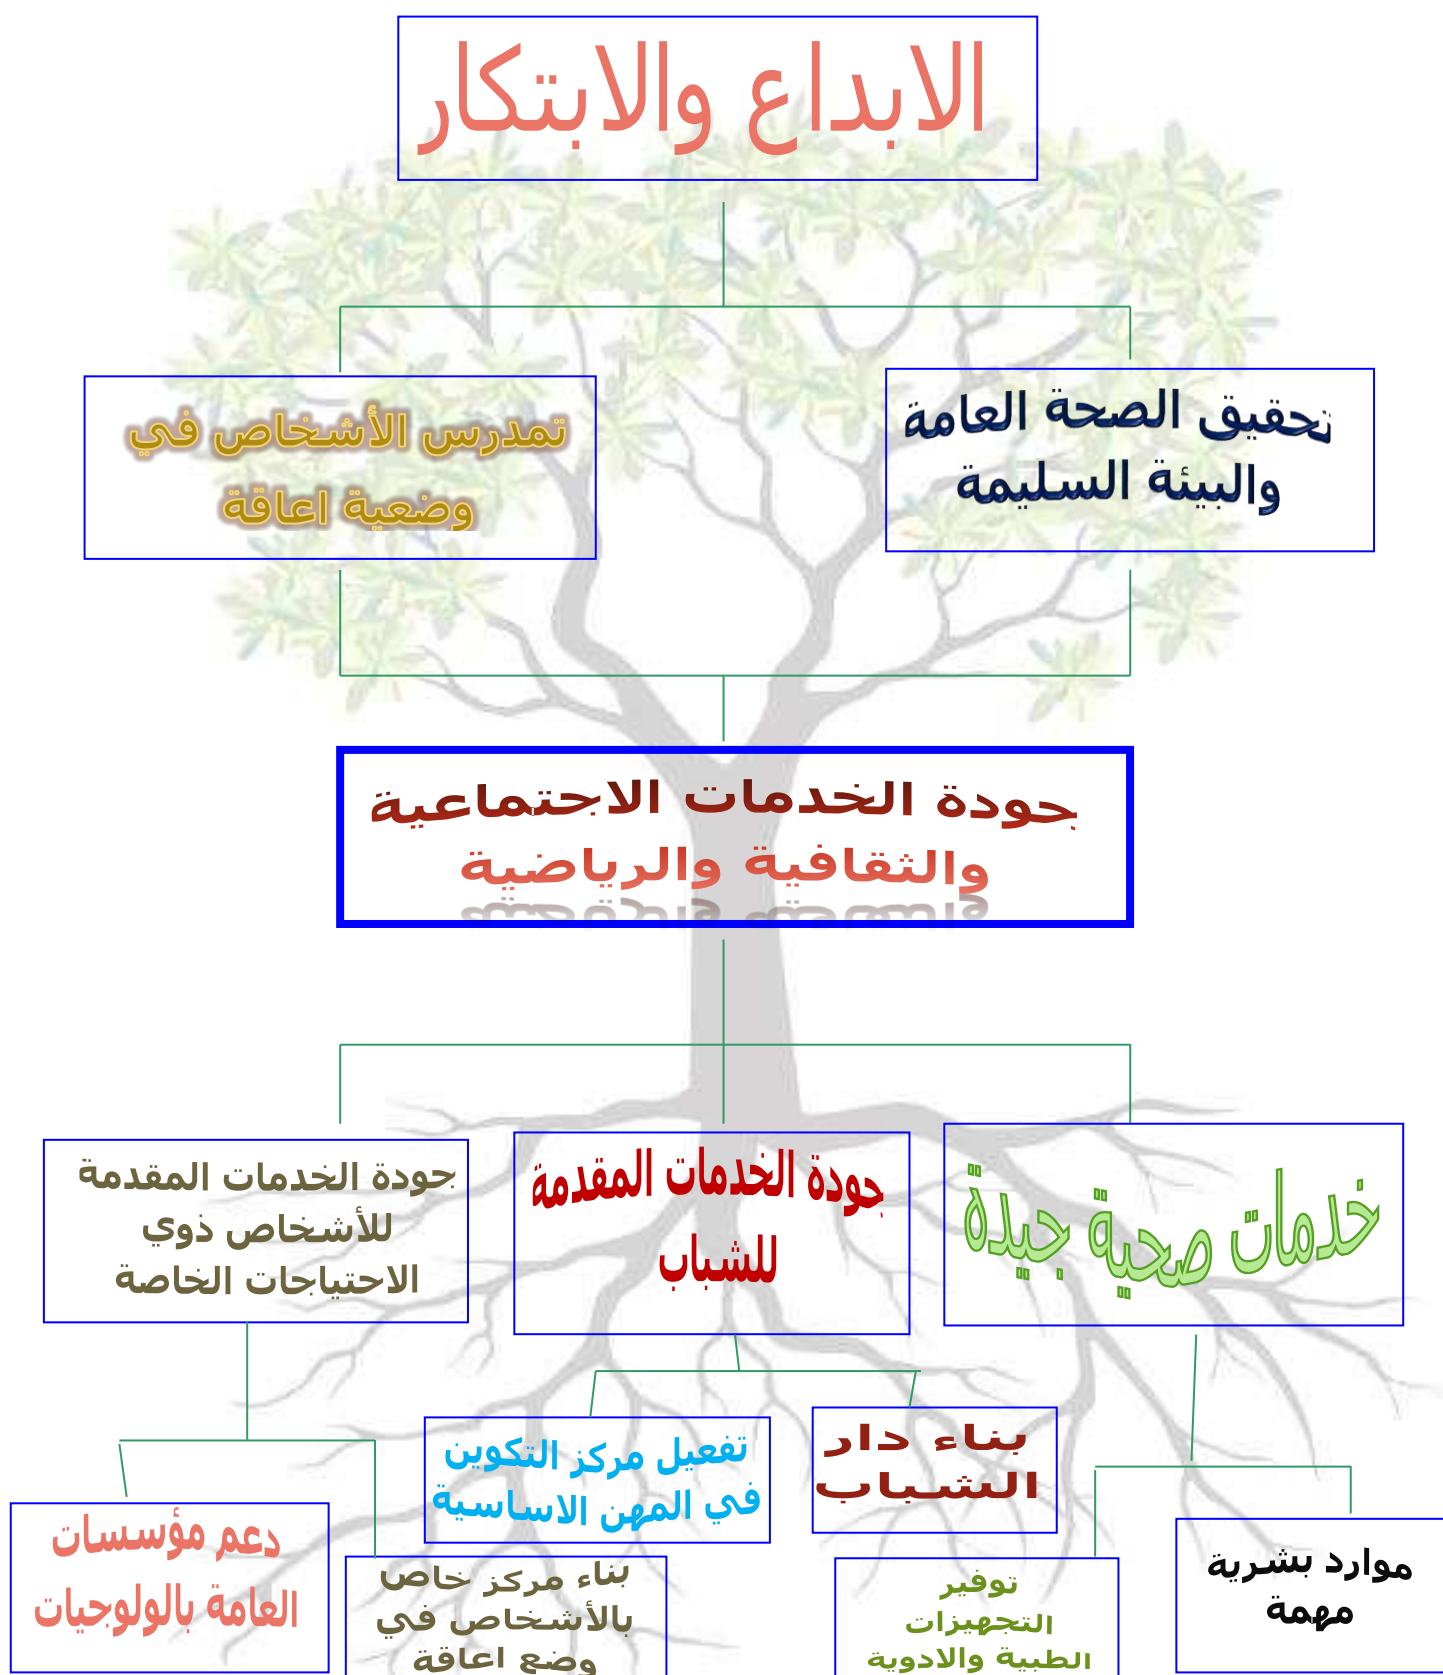 الابداع والابتكار
تحقيق الصحة العامة
والبيئة السليمة
تمدرس الأشخاص في
وضعية اعاقة
جودة الخدمات الاجتماعية
والثقافية والرياضية
خدمات صحية جيدة
جودة الخدمات المقدمة
للشباب
جودة الخدمات المقدمة
للأشخاص ذوي
الاحتياجات الخاصة
بناء دار
الشباب
تفعيل مركز التكوين
في المهن الاساسية
موارد بشرية
مهمة
توفير
التجهيزات
الطبية والادوية
بناء مركز خاص
بالأشخاص في
وضع اعاقة
دعم مؤسسات
العامة بالولوجيات